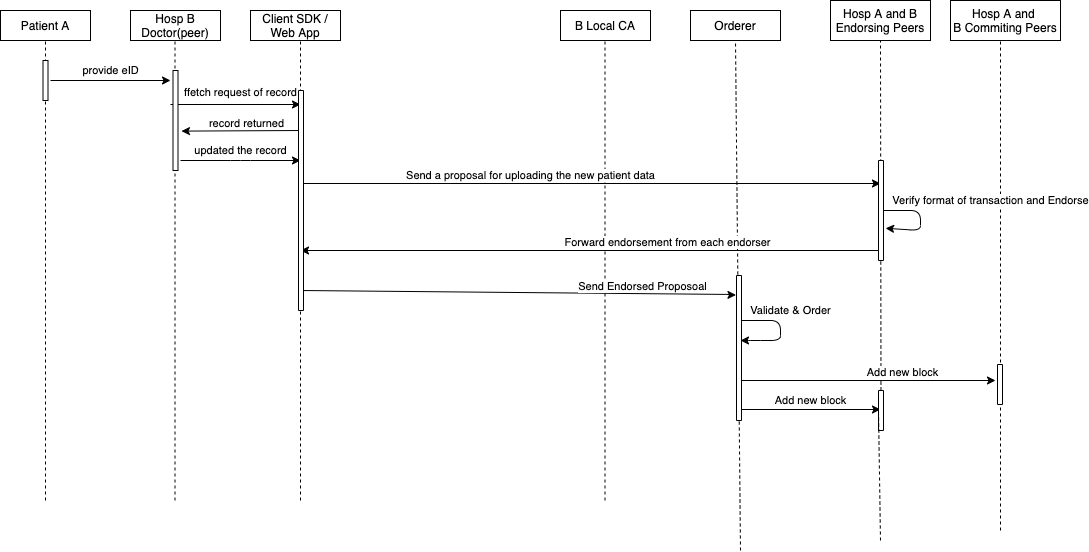 Patient A
Hosp B
Doctor(peer)
Client SDK /
Web App
B Local CA
Orderer
Hosp A and B
Endorsing Peers
Hosp A and
B Commiting Peers
provide eID
ffetch request of record
record returned
updated the record
Send a proposal for uploading the new patient data
Verify format of transaction and Endorse
Forward endorsement from each endorser
Send Endorsed Proposoal
Validate & Order
Add new block
Add new block